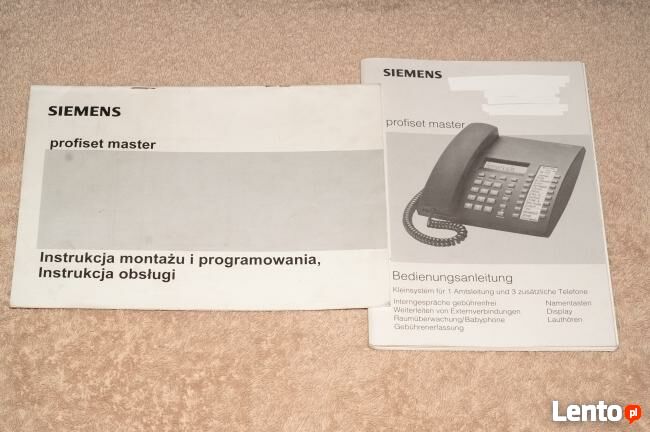 SIEMENS
profiset master
Instrukcja montażu i programowania,
Instrukcja obsługi
SIEMENS
profiset master
Bedienungsanleitung
Kleinsystem für 1 Amtsleitung und 3 zusätzliche Telefone
Interngespräche gebührenfrei Namentasten
Weiterleiten von Externverbindungen Display
Raumüberwachung/Babyphone Lauthören
Gebührenerfassung
Lento.pl